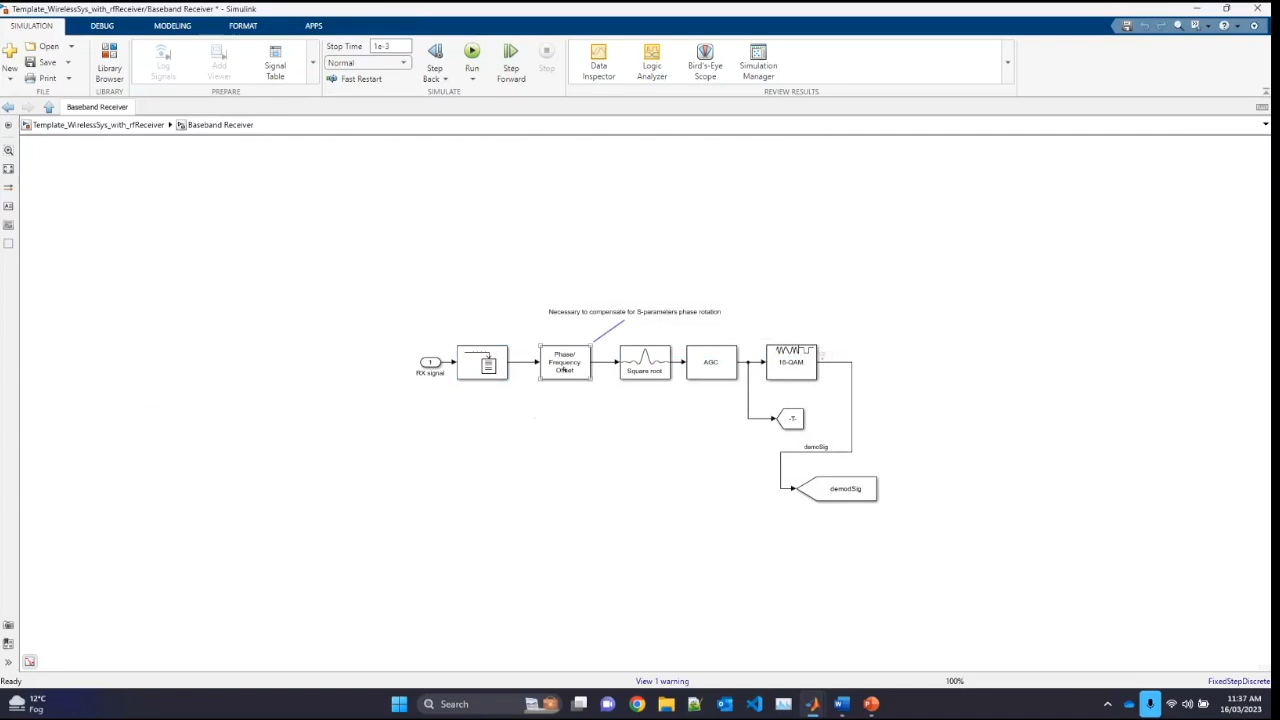 Template_WirelessSys_with_rfReceiver/Baseband Receiver * - Simulink
SIMULATION DEBUG MODELING FORMAT APPS
New
Open
Save
Print
FILE
Library Browser
LIBRARY
Log Signals
Add Viewer
Signal Table
PREPARE
Stop Time 1e-3
Normal
Fast Restart
Step Back
Run
Step Forward
Stop
SIMULATE
Data Inspector
Logic Analyzer
Bird's-Eye Scope
Simulation Manager
REVIEW RESULTS
Baseband Receiver
Template_WirelessSys_with_rfReceiver Baseband Receiver
Necessary to compensate for S-parameters phase rotation
1
RX signal
Phase/
Frequency
Offset
Square root
AGC
16-QAM
-T-
demoSig
demodSig
Ready
View 1 warning
100%
FixedStepDiscrete
12°C
Fog
Search
11:37 AM
16/03/2023